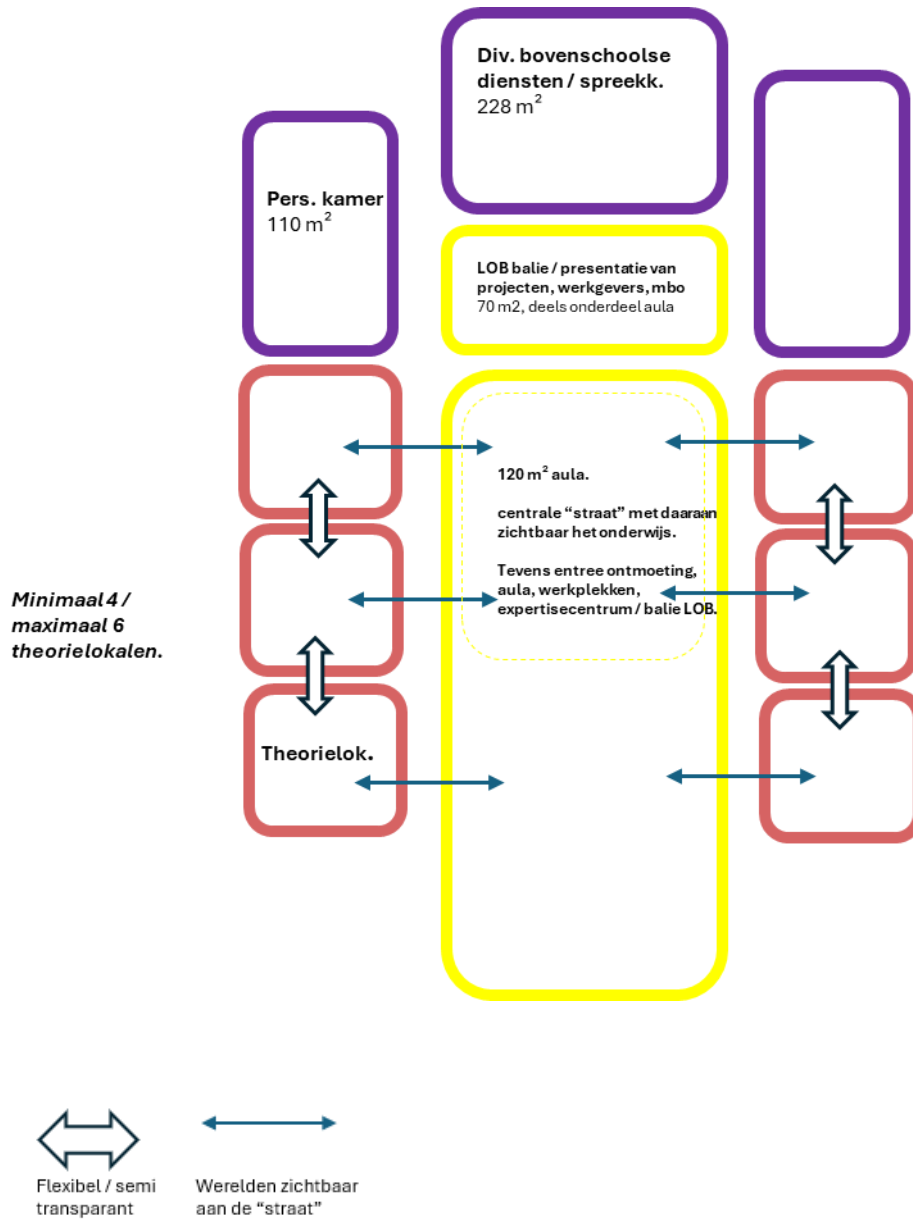 Div. bovenschoolse
diensten / spreekk.
228 m²
Pers. kamer
110 m²
LOB balie / presentatie van
projecten, werkgevers, mbo
70 m2, deels onderdeel aula
120 m² aula.
centrale “straat” met daaraan
zichtbaar het onderwijs.
Tevens entree ontmoeting,
aula, werkplekken,
expertisecentrum / balie LOB.
Minimaal 4 /
maximaal 6
theorielokalen.
Theorielok.
Flexibel / semi
transparant
Werelden zichtbaar
aan de “straat”